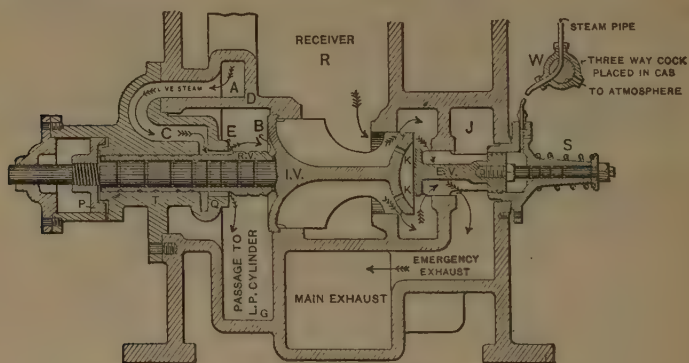 STEAM PIPE
RECEIVER
R
W
THREE WAY COCK
PLACED IN CAB
TO ATMOSPHERE
LIVE STEAM
A
D
C
E
B
J
S
R.V.
I.V.
K
E.V.
K
P
T
Q
PASSAGE TO
L.P. CYLINDER
EMERGENCY
EXHAUST
MAIN EXHAUST
G